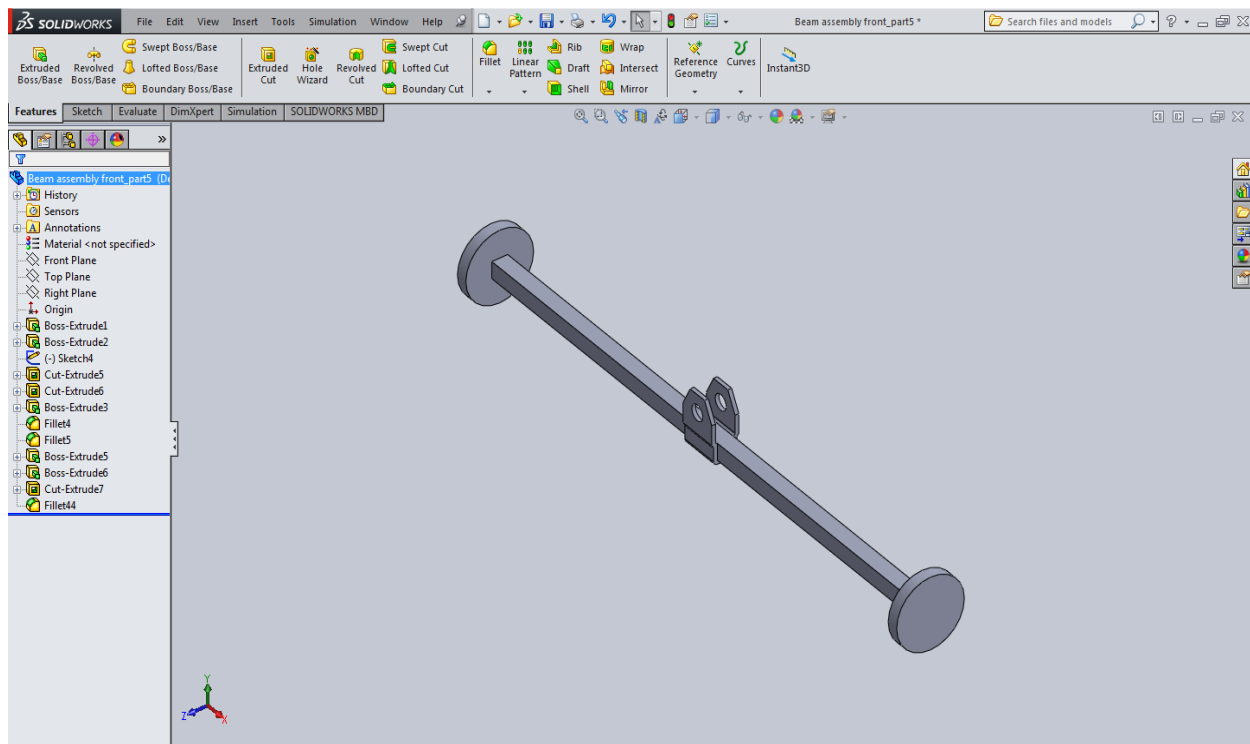 SOLIDWORKS File Edit View Insert Tools Simulation Window Help Beam assembly front_part5 * Search files and models
Extruded Boss/Base
Revolved Boss/Base
Swept Boss/Base
Lofted Boss/Base
Boundary Boss/Base
Extruded Cut
Hole Wizard
Revolved Cut
Swept Cut
Lofted Cut
Boundary Cut
Fillet
Linear Pattern
Rib
Draft
Shell
Wrap
Intersect
Mirror
Reference Geometry
Curves
Instant3D
Features Sketch Evaluate DimXpert Simulation SOLIDWORKS MBD
Beam assembly front_part5 (De
History
Sensors
A Annotations
Material <not specified>
Front Plane
Top Plane
Right Plane
Origin
Boss-Extrude1
Boss-Extrude2
(-) Sketch4
Cut-Extrude5
Cut-Extrude6
Boss-Extrude3
Fillet4
Fillet5
Boss-Extrude5
Boss-Extrude6
Cut-Extrude7
Fillet44
Y
Z
X